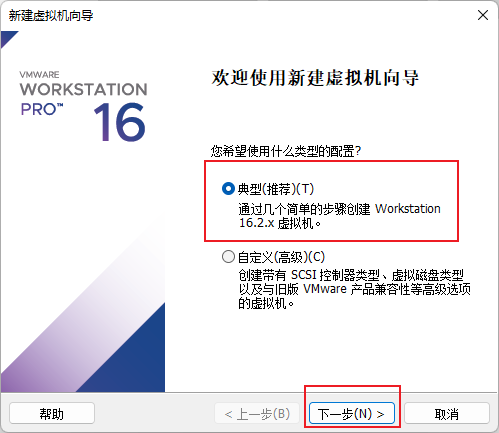 新建虚拟机向导
VMWARE
WORKSTATION
PRO™ 16
欢迎使用新建虚拟机向导
您希望使用什么类型的配置?
典型(推荐)(T)
通过几个简单的步骤创建 Workstation
16.2.x 虚拟机。
自定义(高级)(C)
创建带有 SCSI 控制器类型、虚拟磁盘类型
以及与旧版 VMware 产品兼容性等高级选项
的虚拟机。
帮助
< 上一步(B)
下一步(N) >
取消